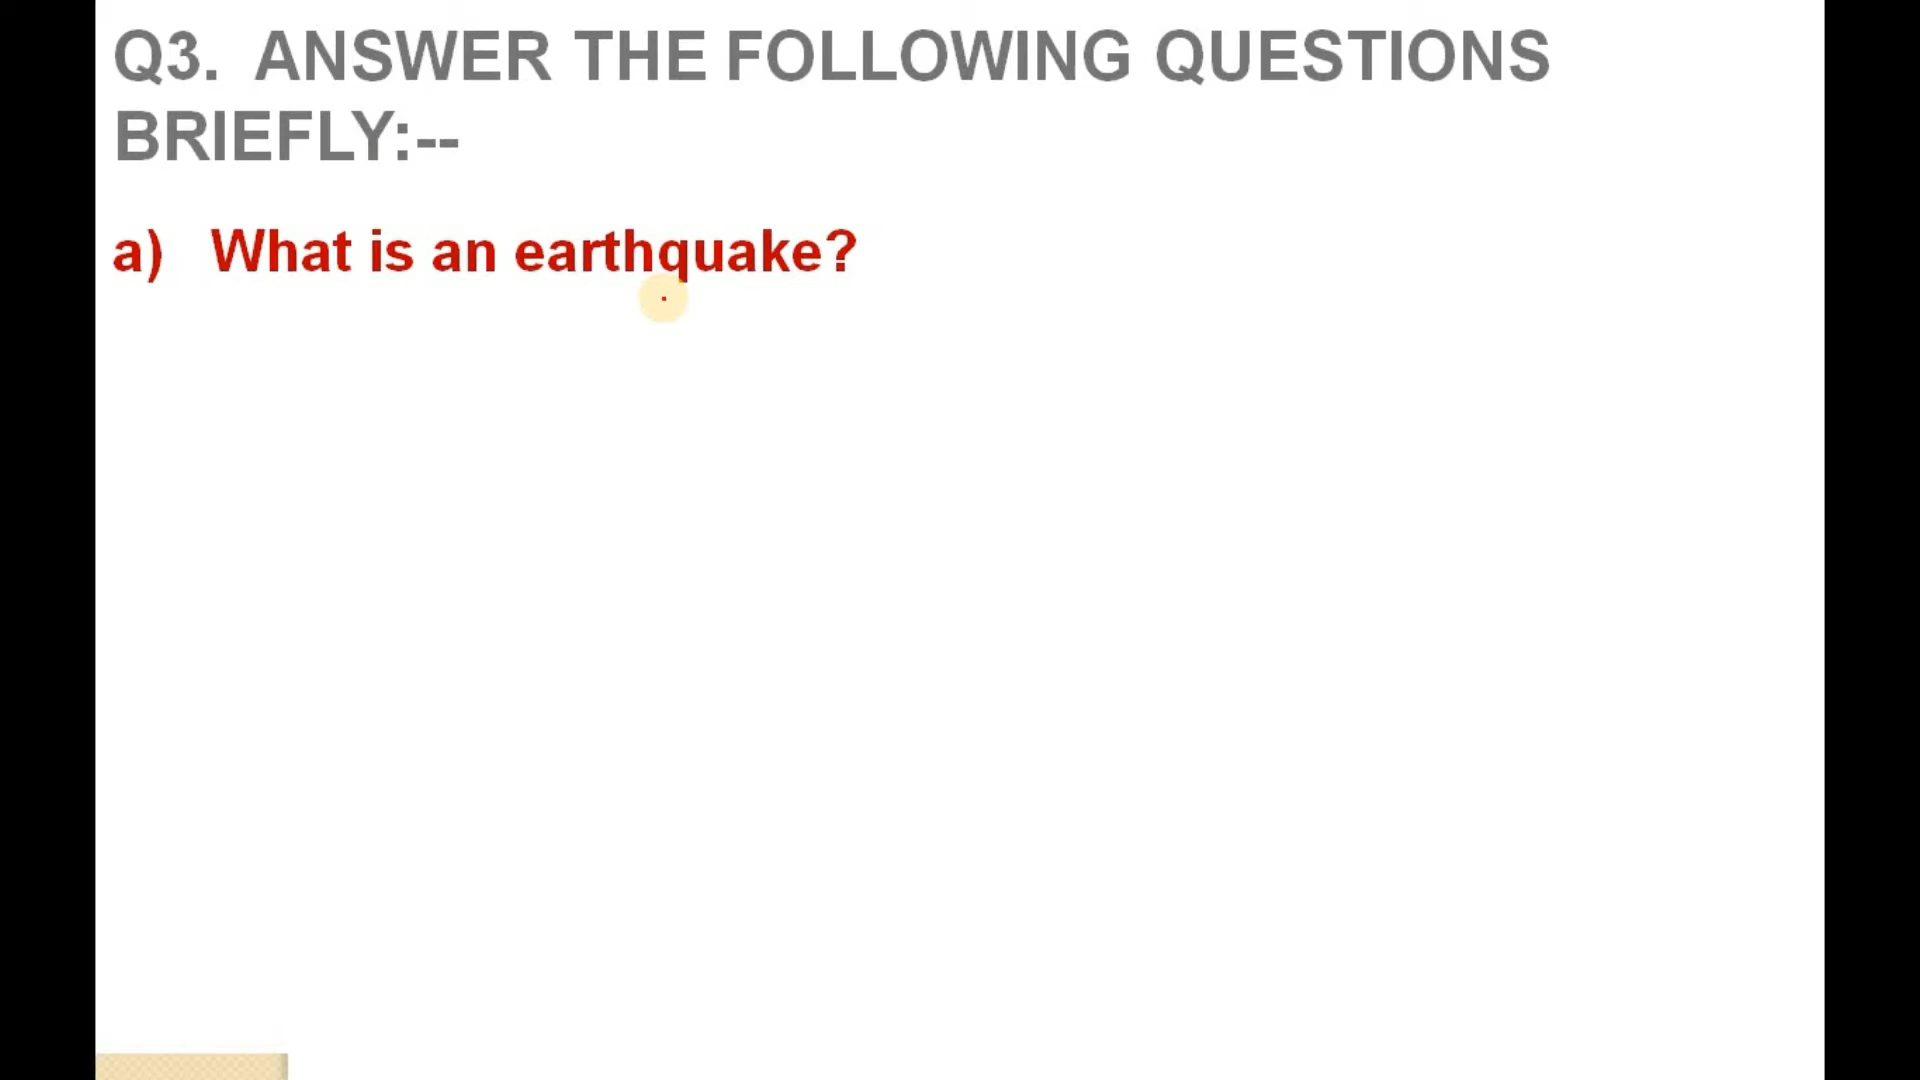 Q3. ANSWER THE FOLLOWING QUESTIONS
BRIEFLY:--
a) What is an earthquake?